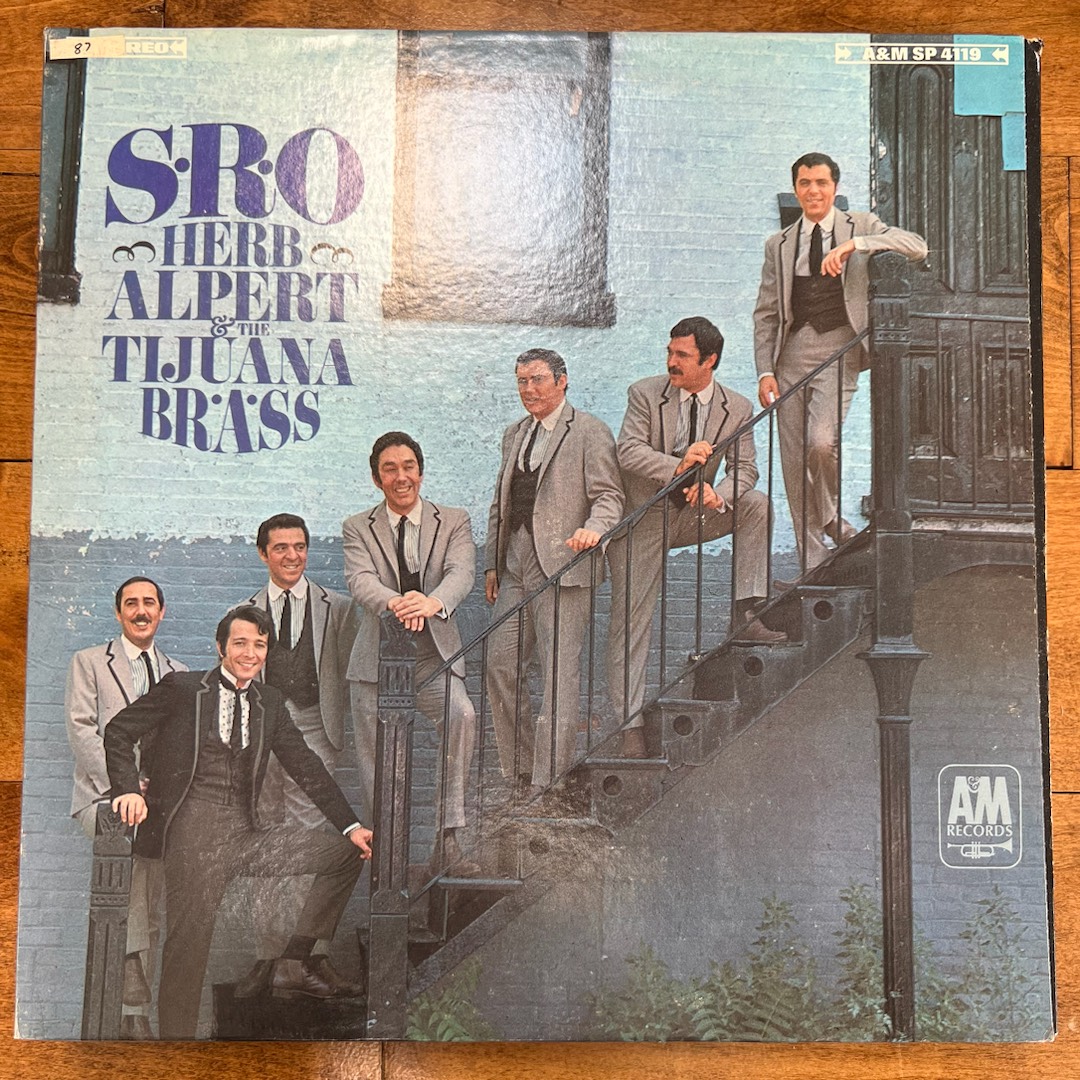 87
REO
A&M SP 4119
S·R·O
HERB
ALPERT
& THE
TIJUANA
BRASS
A&M
RECORDS